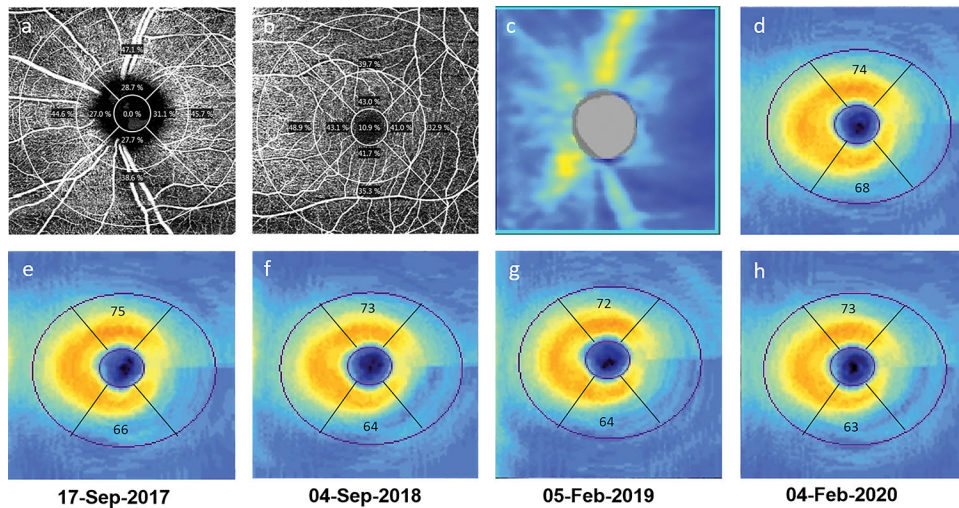 a
47.1 %
28.7 %
44.6 % 27.0 % 0.0 % 31.1 % 45.7 %
27.7 %
38.6 %
b
39.7 %
43.0 %
48.9 % 43.1 % 10.9 % 41.0 % 32.9 %
41.7 %
35.3 %
c
d
74
68
e
75
66
f
73
64
g
72
64
h
73
63
17-Sep-2017 04-Sep-2018 05-Feb-2019 04-Feb-2020